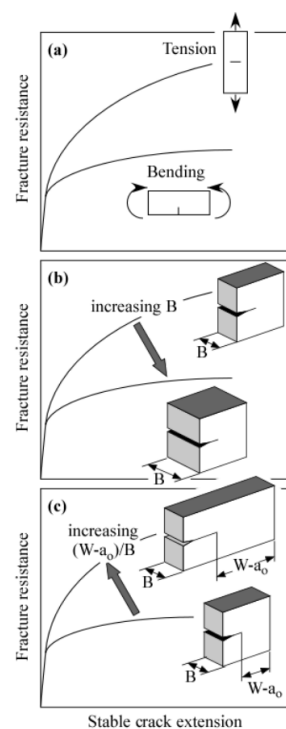 Tension
(a)
Fracture resistance
Bending
(b)
increasing B
B
Fracture resistance
B
(c)
increasing
(W-ao)/B
B
W-ao
Fracture resistance
B
W-ao
Stable crack extension